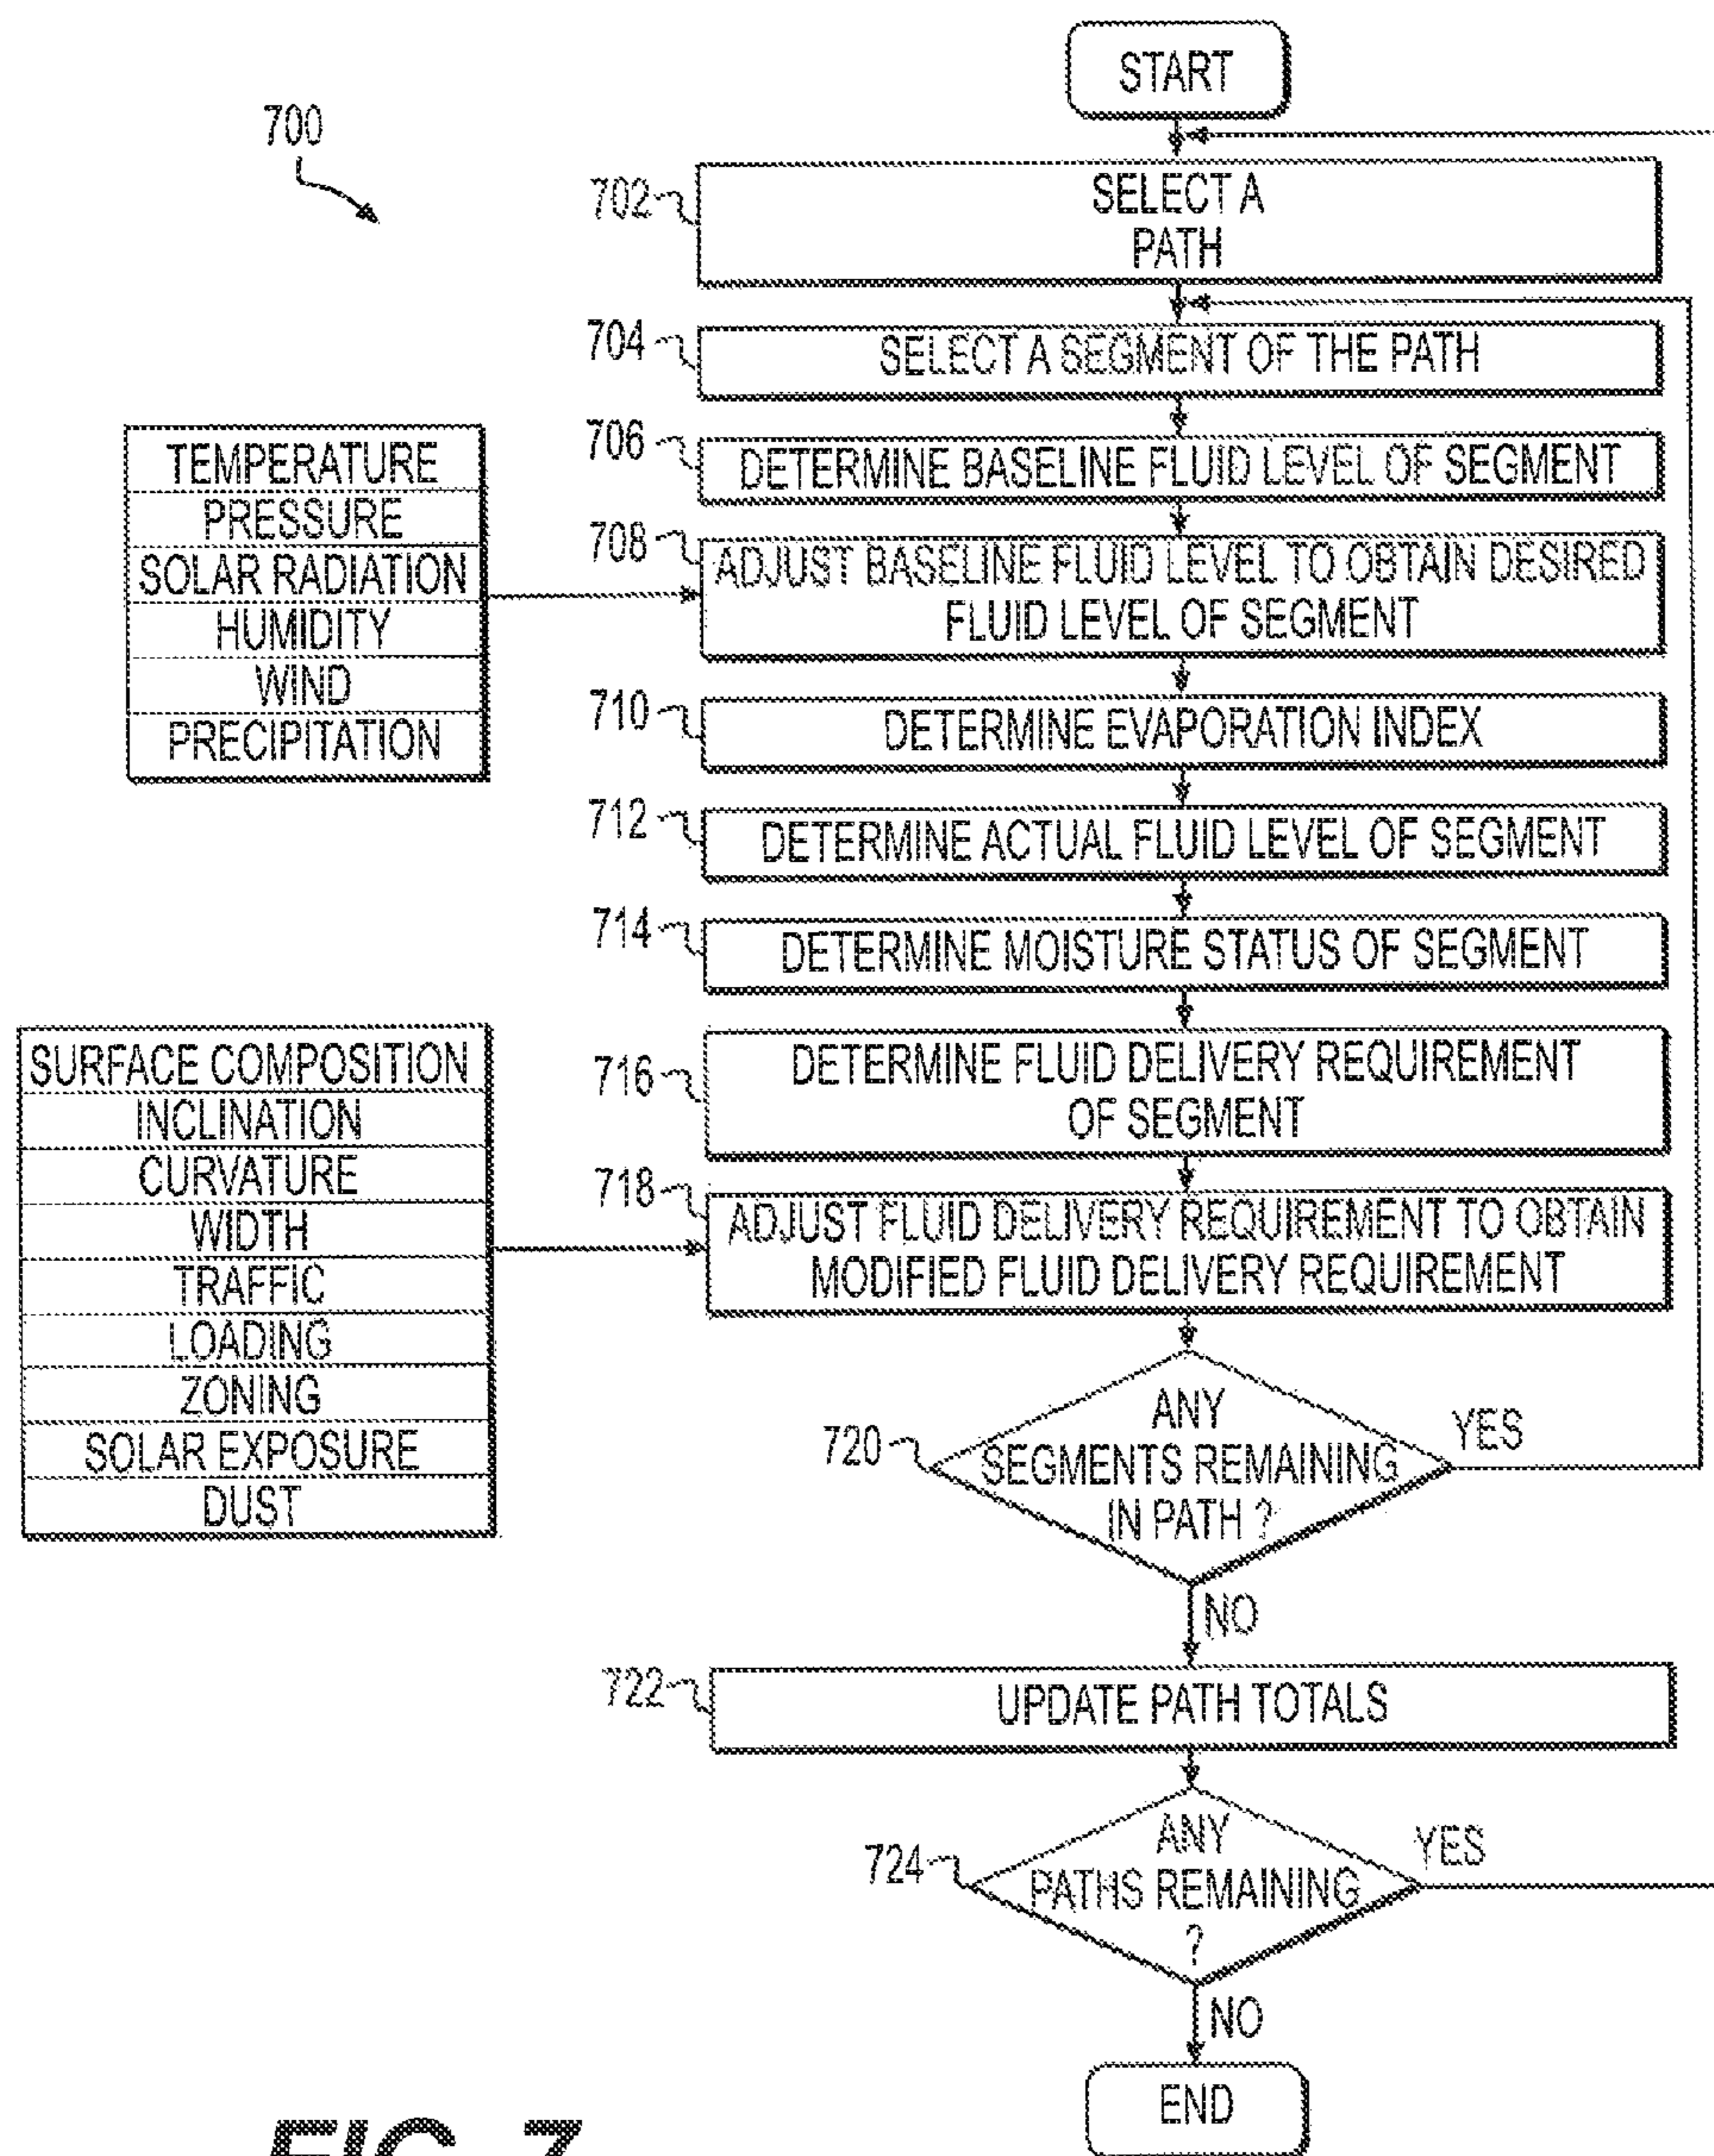 START
700
702
SELECT A
PATH
704
SELECT A SEGMENT OF THE PATH
706
DETERMINE BASELINE FLUID LEVEL OF SEGMENT
TEMPERATURE
PRESSURE
SOLAR RADIATION
HUMIDITY
WIND
PRECIPITATION
708
ADJUST BASELINE FLUID LEVEL TO OBTAIN DESIRED
FLUID LEVEL OF SEGMENT
710
DETERMINE EVAPORATION INDEX
712
DETERMINE ACTUAL FLUID LEVEL OF SEGMENT
714
DETERMINE MOISTURE STATUS OF SEGMENT
716
DETERMINE FLUID DELIVERY REQUIREMENT
OF SEGMENT
SURFACE COMPOSITION
INCLINATION
CURVATURE
WIDTH
TRAFFIC
LOADING
ZONING
SOLAR EXPOSURE
DUST
718
ADJUST FLUID DELIVERY REQUIREMENT TO OBTAIN
MODIFIED FLUID DELIVERY REQUIREMENT
720
ANY
SEGMENTS REMAINING
IN PATH ?
YES
NO
722
UPDATE PATH TOTALS
724
ANY
PATHS REMAINING
?
YES
NO
END
FIG. 7